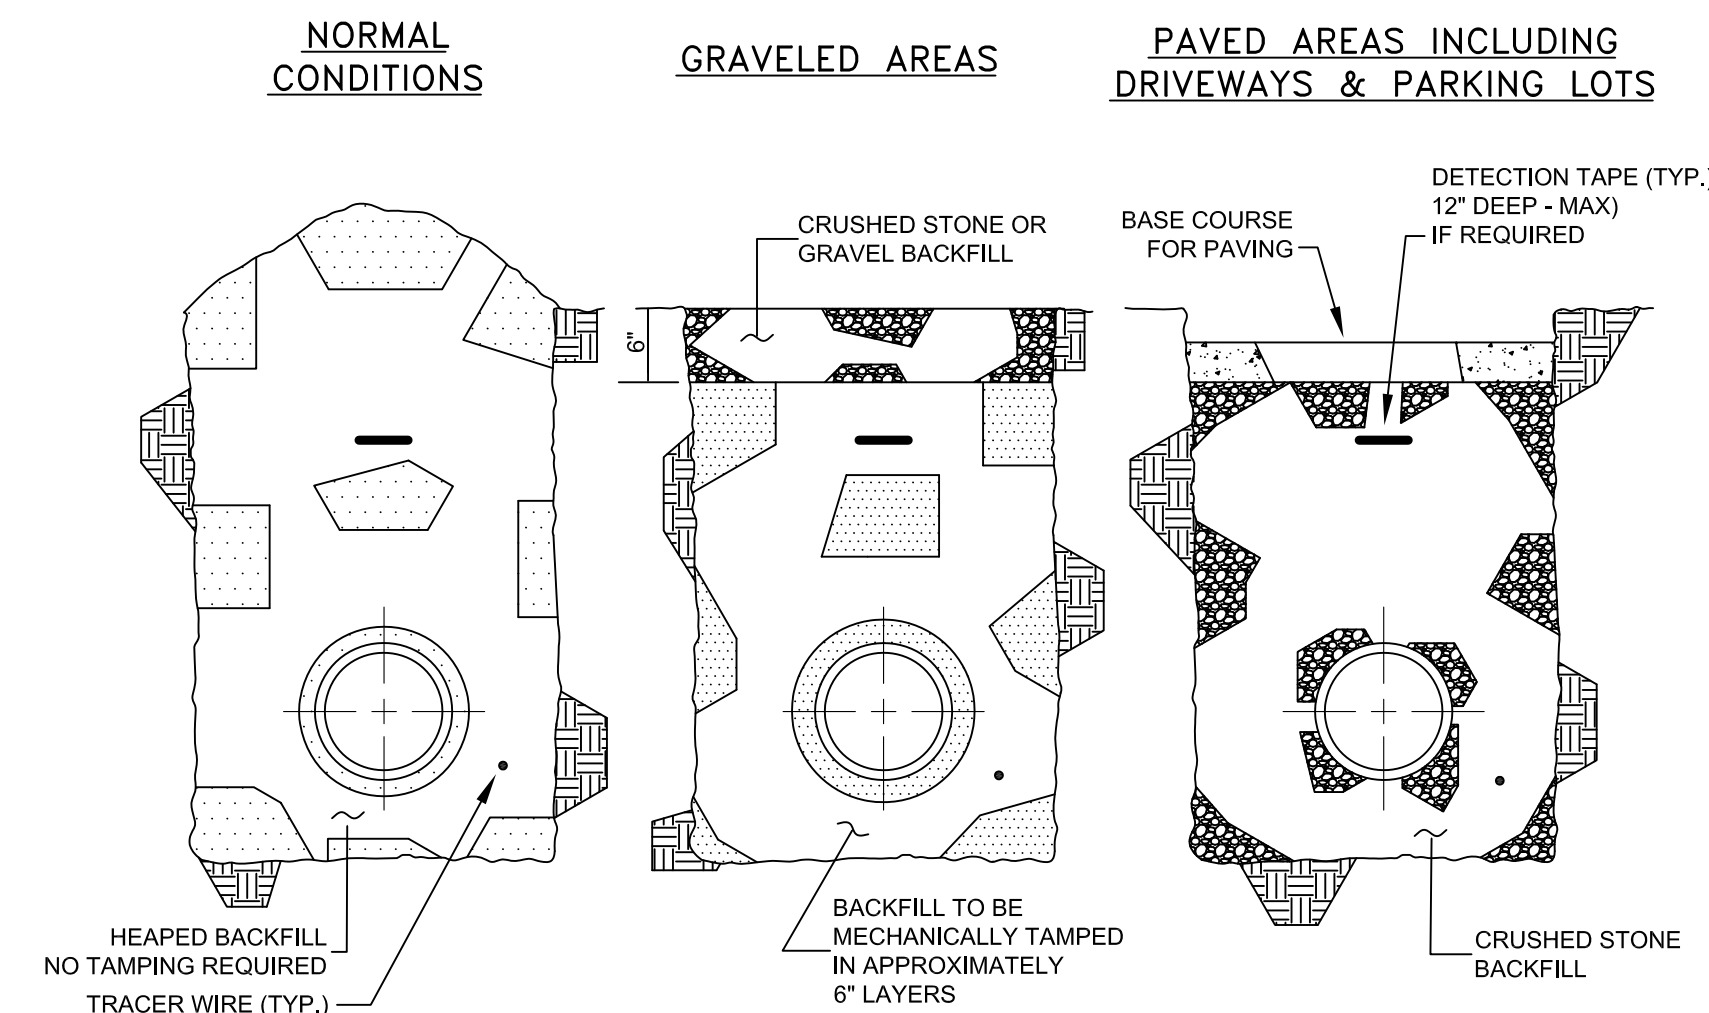 NORMAL
CONDITIONS
GRAVELED AREAS
PAVED AREAS INCLUDING
DRIVEWAYS & PARKING LOTS
DETECTION TAPE (TYP.)
12" DEEP - MAX)
IF REQUIRED
CRUSHED STONE OR
GRAVEL BACKFILL
BASE COURSE
FOR PAVING
6"
HEAPED BACKFILL
NO TAMPING REQUIRED
TRACER WIRE (TYP.)
BACKFILL TO BE
MECHANICALLY TAMPED
IN APPROXIMATELY
6" LAYERS
CRUSHED STONE
BACKFILL